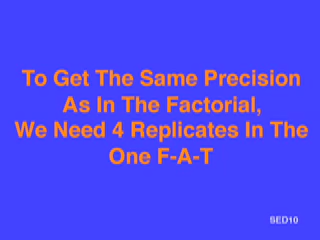 To Get The Same Precision
As In The Factorial,
We Need 4 Replicates In The
One F-A-T
SED10